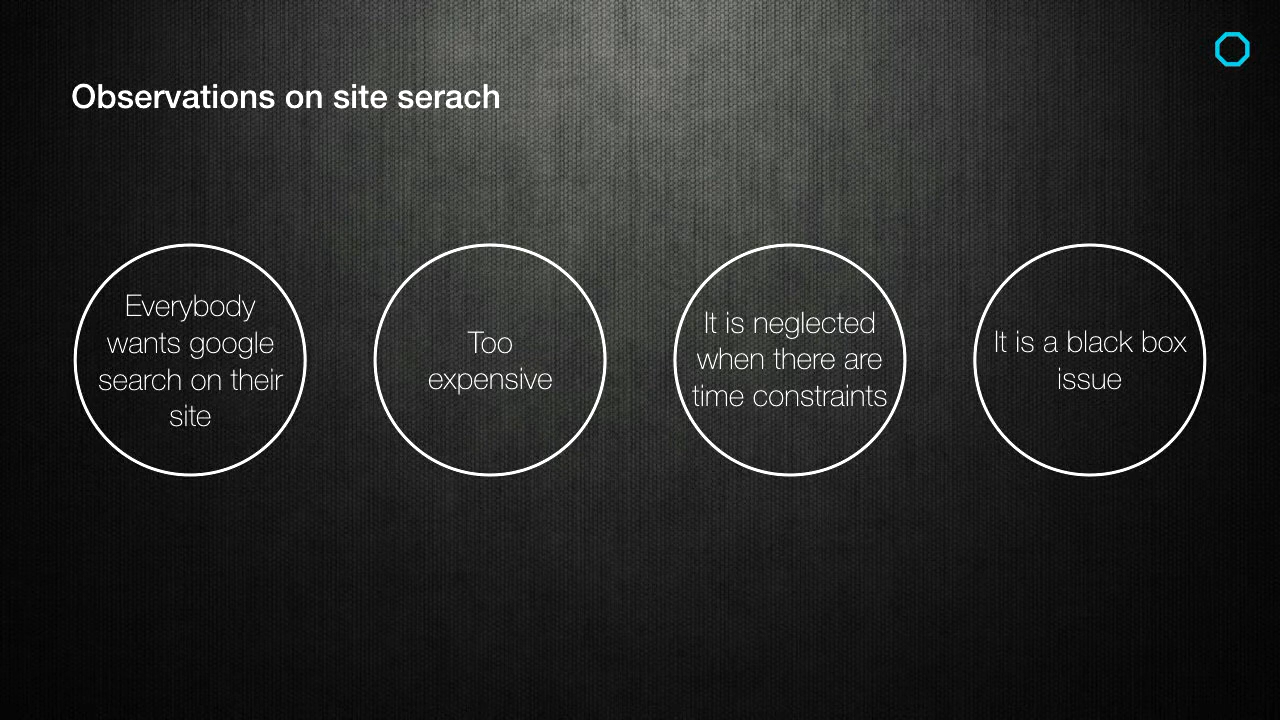 Observations on site serach
Everybody
wants google
search on their
site
Too
expensive
It is neglected
when there are
time constraints
It is a black box
issue